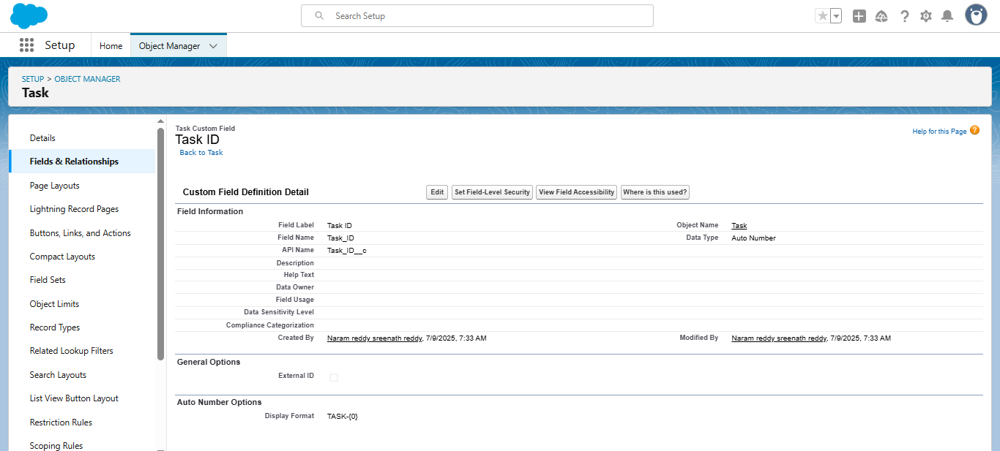 Search Setup
Setup
Home
Object Manager
SETUP > OBJECT MANAGER
Task
Details
Fields & Relationships
Page Layouts
Lightning Record Pages
Buttons, Links, and Actions
Compact Layouts
Field Sets
Object Limits
Record Types
Related Lookup Filters
Search Layouts
List View Button Layout
Restriction Rules
Scoping Rules
Task Custom Field
Task ID
Back to Task
Help for this Page ?
Custom Field Definition Detail
Edit
Set Field-Level Security
View Field Accessibility
Where is this used?
Field Information
Field Label Task ID Object Name Task
Field Name Task_ID Data Type Auto Number
API Name Task_ID__c
Description
Help Text
Data Owner
Field Usage
Data Sensitivity Level
Compliance Categorization
Created By Naram reddy sreenath reddy, 7/9/2025, 7:33 AM Modified By Naram reddy sreenath reddy, 7/9/2025, 7:33 AM
General Options
External ID
Auto Number Options
Display Format TASK-{0}